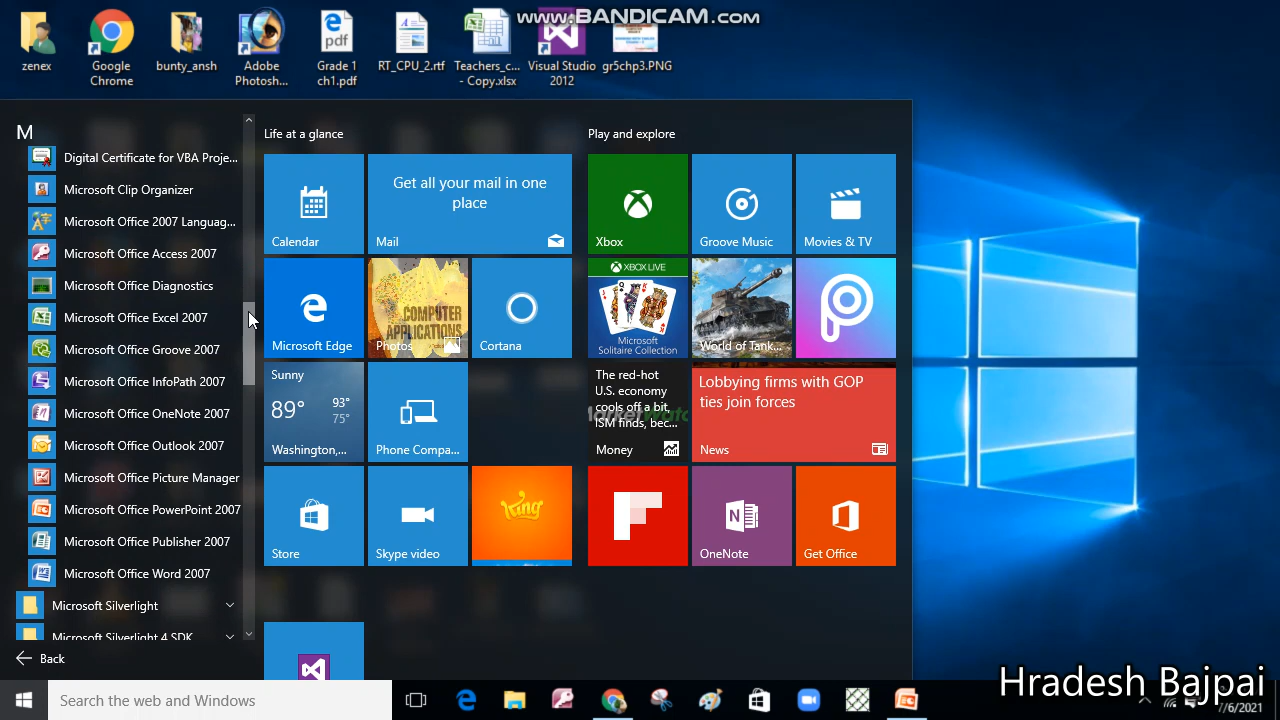 www.BANDICAM.com
zenex
Google
Chrome
bunty_ansh
Adobe
Photosh...
pdf
Grade 1
ch1.pdf
RT_CPU_2.rtf
Teachers_c...
- Copy.xlsx
Visual Studio
2012
gr5chp3.PNG
M
Digital Certificate for VBA Proje...
Microsoft Clip Organizer
Microsoft Office 2007 Languag...
Microsoft Office Access 2007
Microsoft Office Diagnostics
Microsoft Office Excel 2007
Microsoft Office Groove 2007
Microsoft Office InfoPath 2007
Microsoft Office OneNote 2007
Microsoft Office Outlook 2007
Microsoft Office Picture Manager
Microsoft Office PowerPoint 2007
Microsoft Office Publisher 2007
Microsoft Office Word 2007
Microsoft Silverlight
Microsoft Silverlight 4 SDK
Back
Life at a glance
Calendar
Get all your mail in one
place
Mail
Microsoft Edge
COMPUTER
APPLICATIONS
Photos
Cortana
Sunny
89°
93°
75°
Washington,...
Phone Compa...
Store
Skype video
King
Play and explore
Xbox
Groove Music
Movies & TV
XBOX LIVE
Microsoft
Solitaire Collection
World of Tank...
The red-hot
U.S. economy
cools off a bit,
ISM finds, bec...
MarketWatch
Money
Lobbying firms with GOP
ties join forces
News
OneNote
Get Office
Search the web and Windows
Hradesh Bajpai
7/6/2021